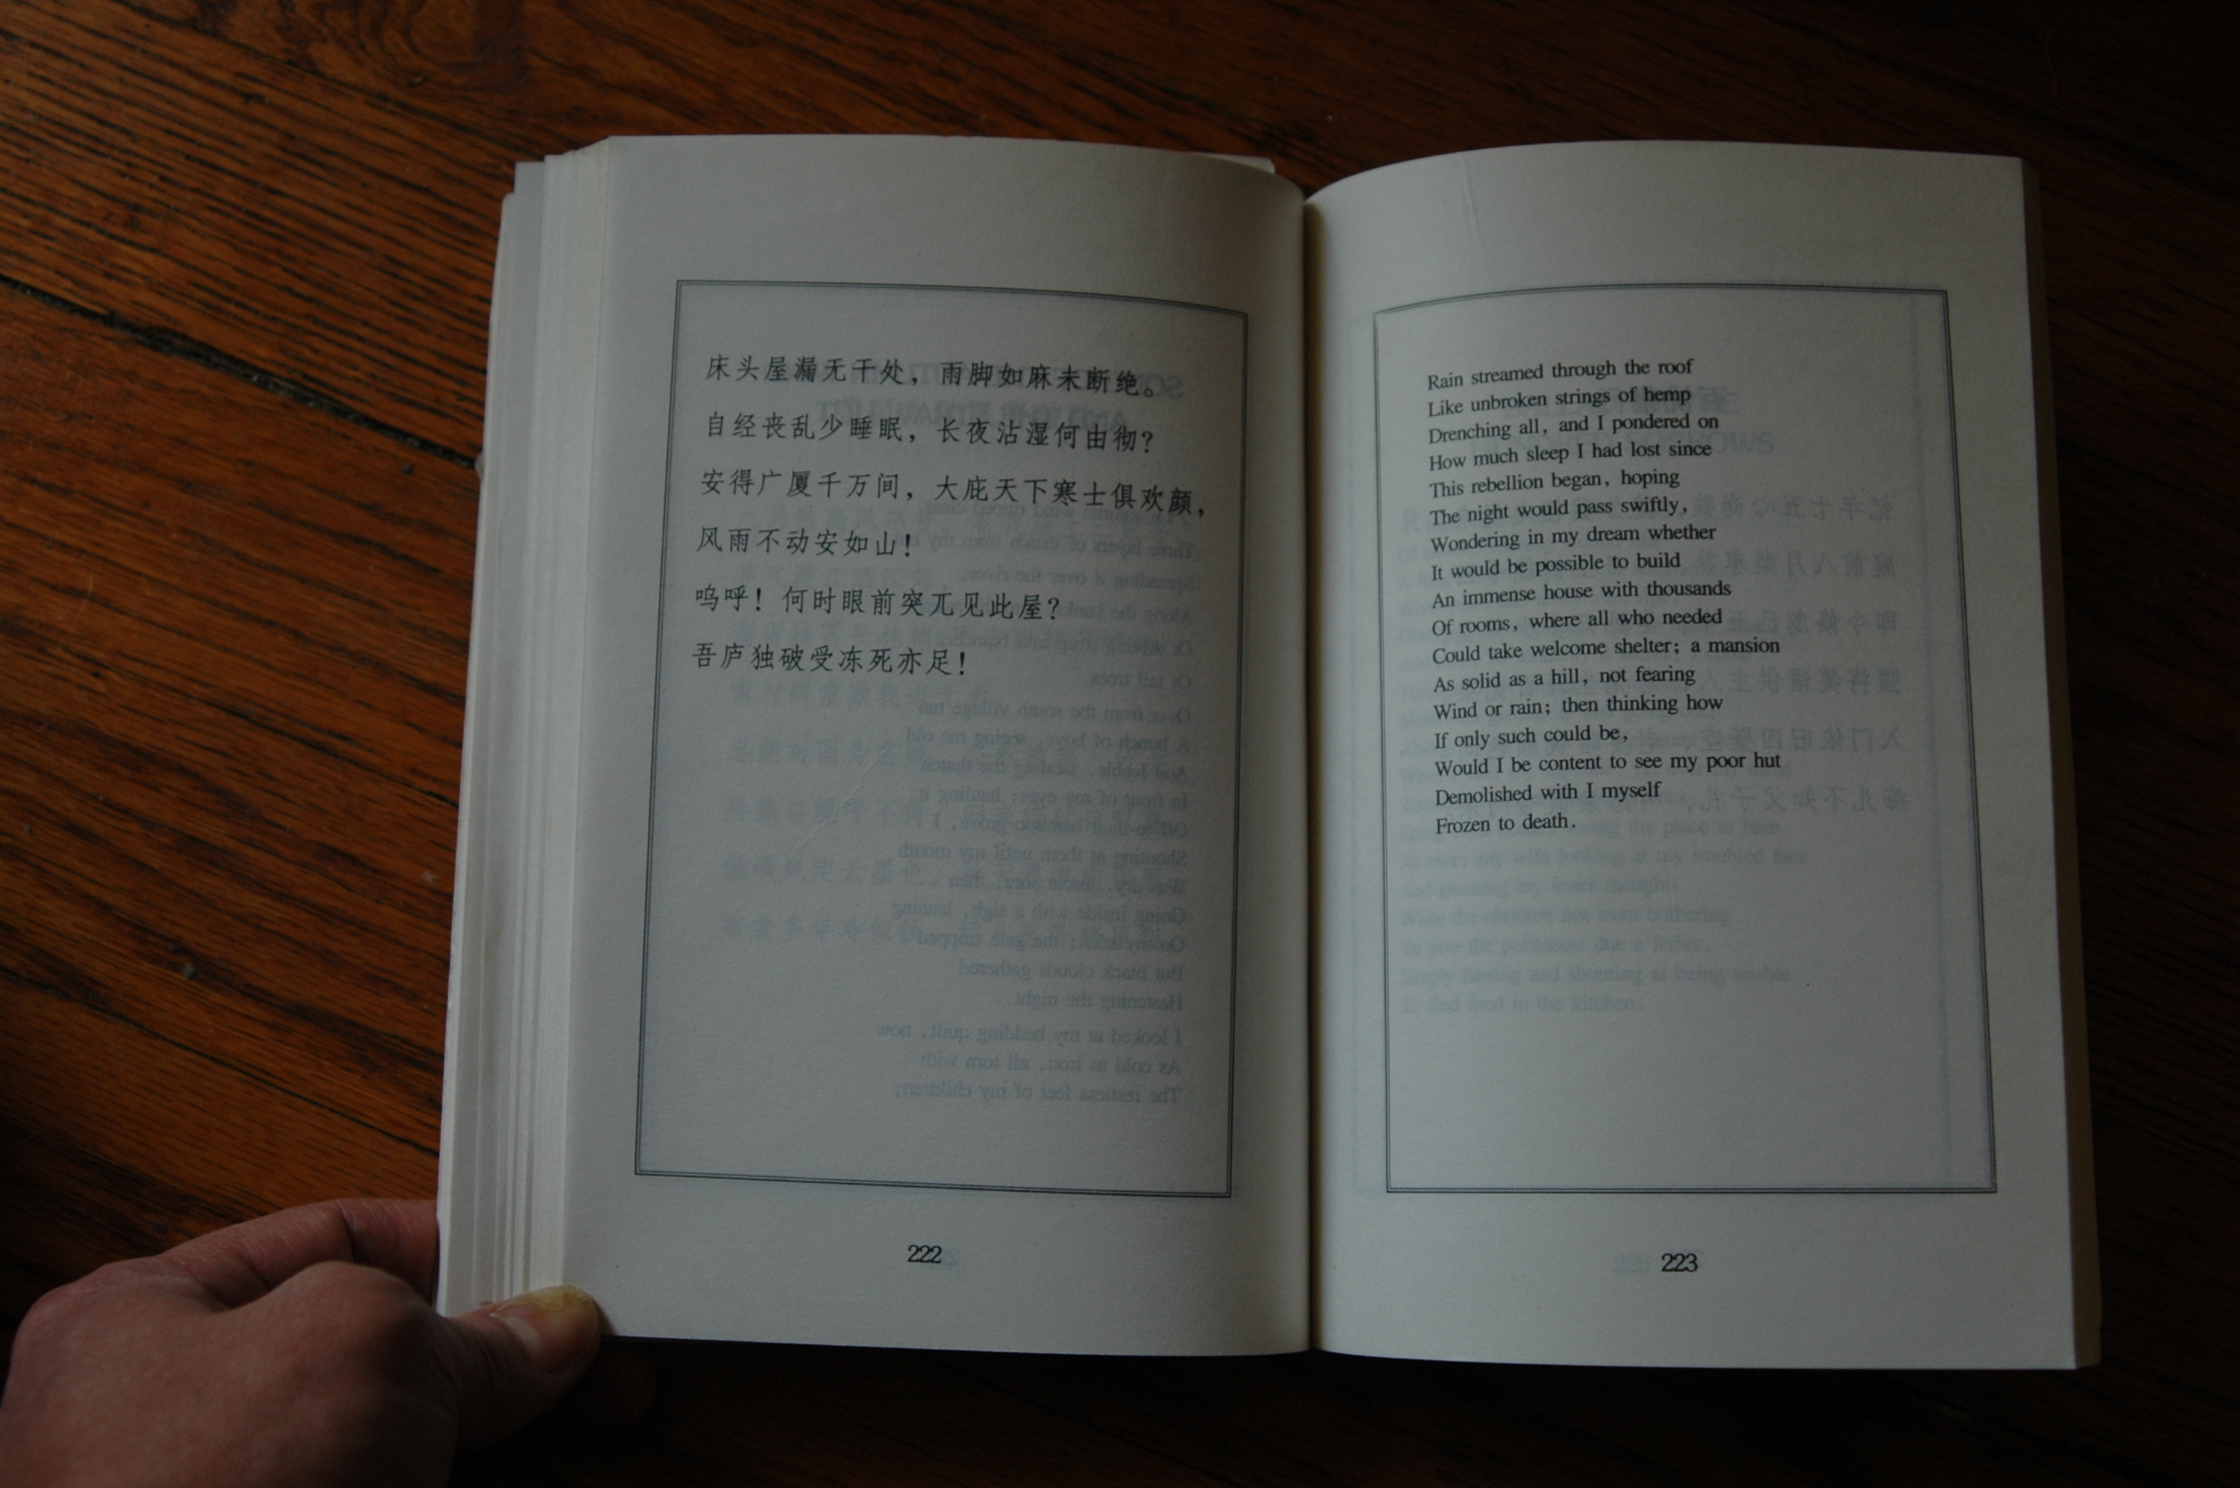 床头屋漏无干处，雨脚如麻未断绝。
自经丧乱少睡眠，长夜沾湿何由彻？
安得广厦千万间，大庇天下寒士俱欢颜，
风雨不动安如山！
呜呼！何时眼前突兀见此屋？
吾庐独破受冻死亦足！
222
Rain streamed through the roof
Like unbroken strings of hemp
Drenching all, and I pondered on
How much sleep I had lost since
This rebellion began, hoping
The night would pass swiftly,
Wondering in my dream whether
It would be possible to build
An immense house with thousands
Of rooms, where all who needed
Could take welcome shelter; a mansion
As solid as a hill, not fearing
Wind or rain; then thinking how
If only such could be,
Would I be content to see my poor hut
Demolished with I myself
Frozen to death.
223